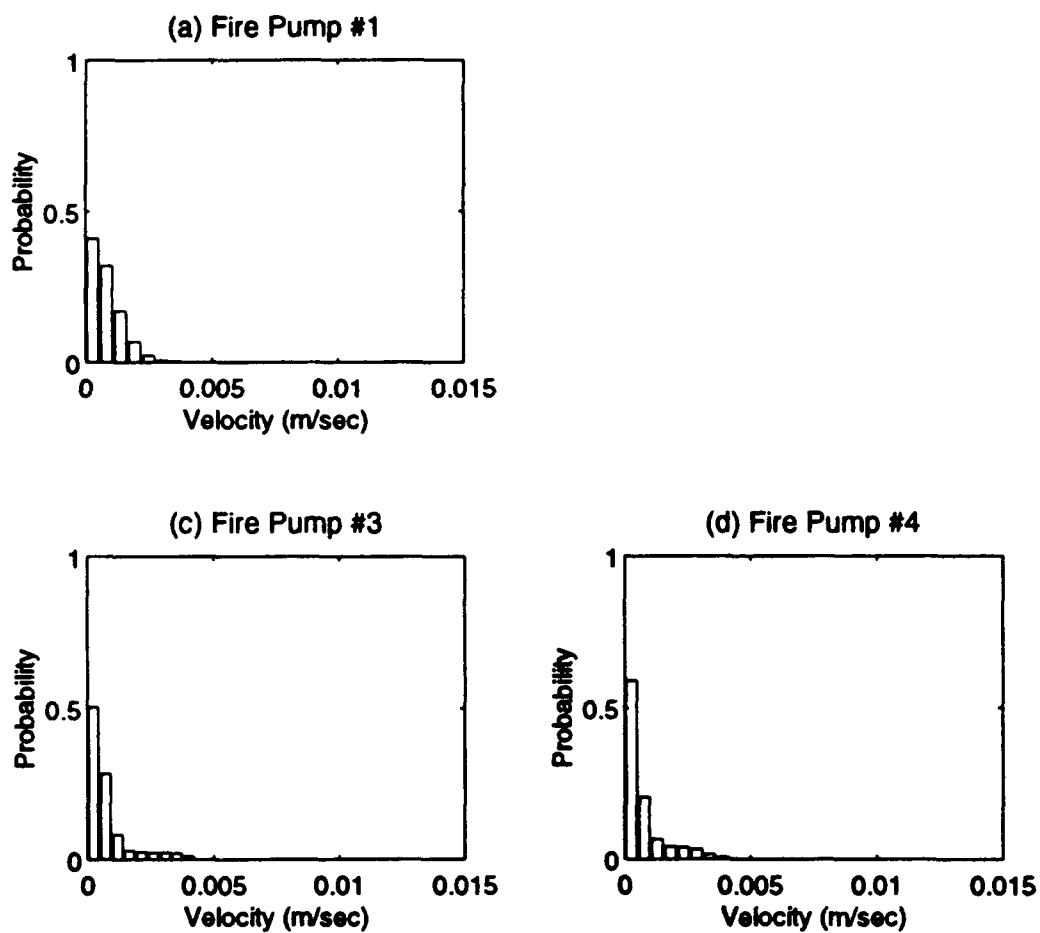 (a) Fire Pump #1
1
0.5
0
Probability
0 0.005 0.01 0.015
Velocity (m/sec)
(c) Fire Pump #3
1
0.5
0
Probability
0 0.005 0.01 0.015
Velocity (m/sec)
(d) Fire Pump #4
1
0.5
0
Probability
0 0.005 0.01 0.015
Velocity (m/sec)